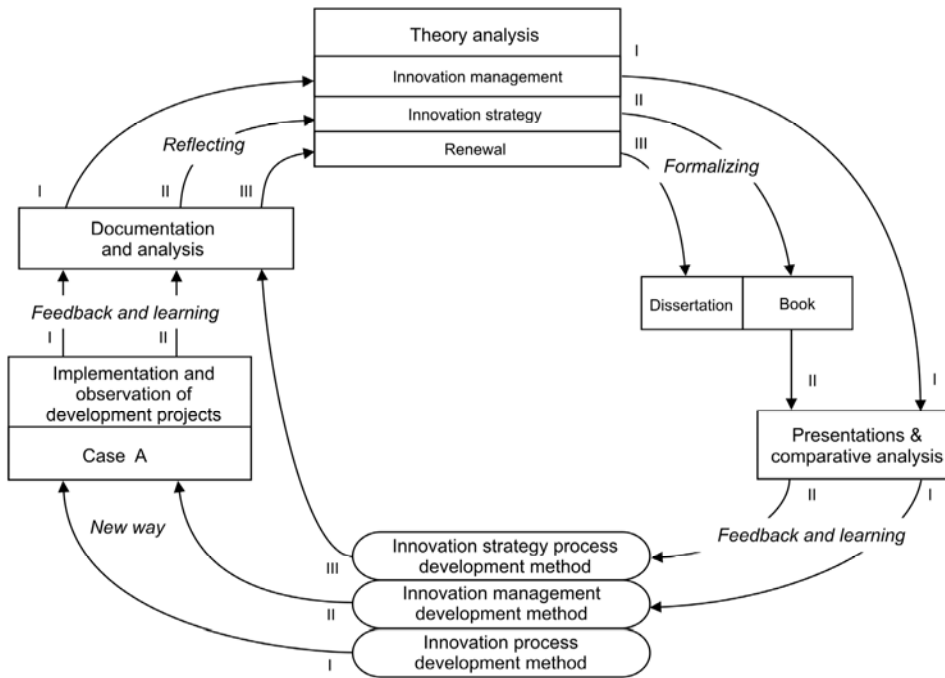 Theory analysis
I
Innovation management
II
Innovation strategy
Reflecting
III
Renewal
Formalizing
I
II
III
Documentation
and analysis
Dissertation
Book
Feedback and learning
I
II
Implementation and
observation of
development projects
II
I
Case A
Presentations &
comparative analysis
II
I
New way
Feedback and learning
Innovation strategy process
development method
III
Innovation management
development method
II
Innovation process
development method
I